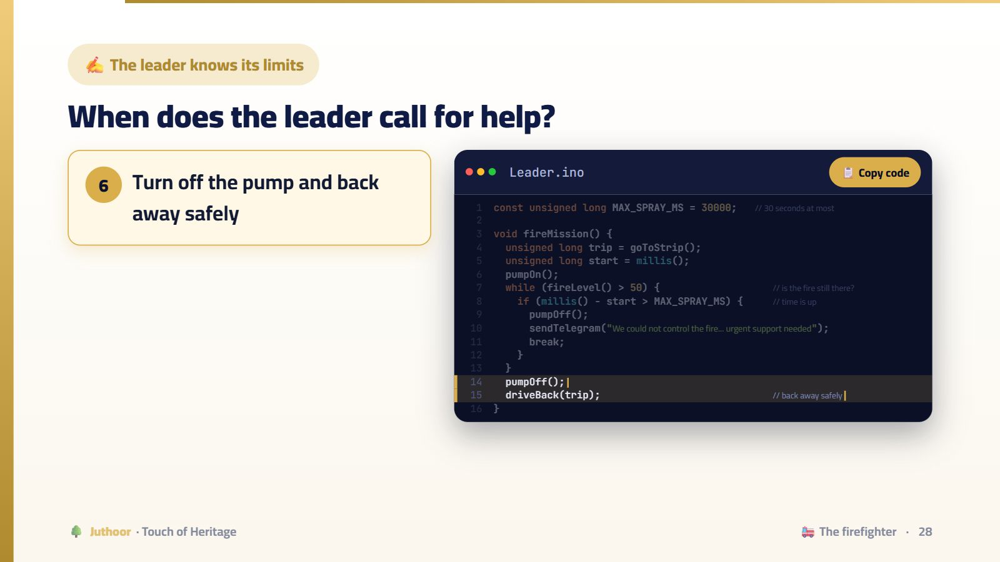 ✍️ The leader knows its limits
When does the leader call for help?
6 Turn off the pump and back
away safely
Leader.ino
📋 Copy code
1 const unsigned long MAX_SPRAY_MS = 30000; // 30 seconds at most
2
3 void fireMission() {
4 unsigned long trip = goToStrip();
5 unsigned long start = millis();
6 pumpOn();
7 while (fireLevel() > 50) { // is the fire still there?
8 if (millis() - start > MAX_SPRAY_MS) { // time is up
9 pumpOff();
10 sendTelegram("We could not control the fire... urgent support needed");
11 break;
12 }
13 }
14 pumpOff();
15 driveBack(trip); // back away safely
16 }
🌳 Juthoor · Touch of Heritage
🚒 The firefighter · 28